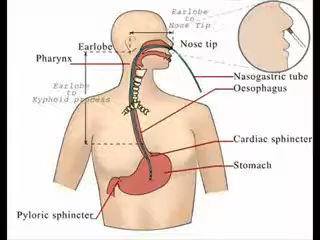 Earlobe
to
Nose Tip
Earlobe
Nose tip
Pharynx
Nasogastric tube
Earlobe
to
Xyphoid process
Oesophagus
Cardiac sphincter
Stomach
Pyloric sphincter